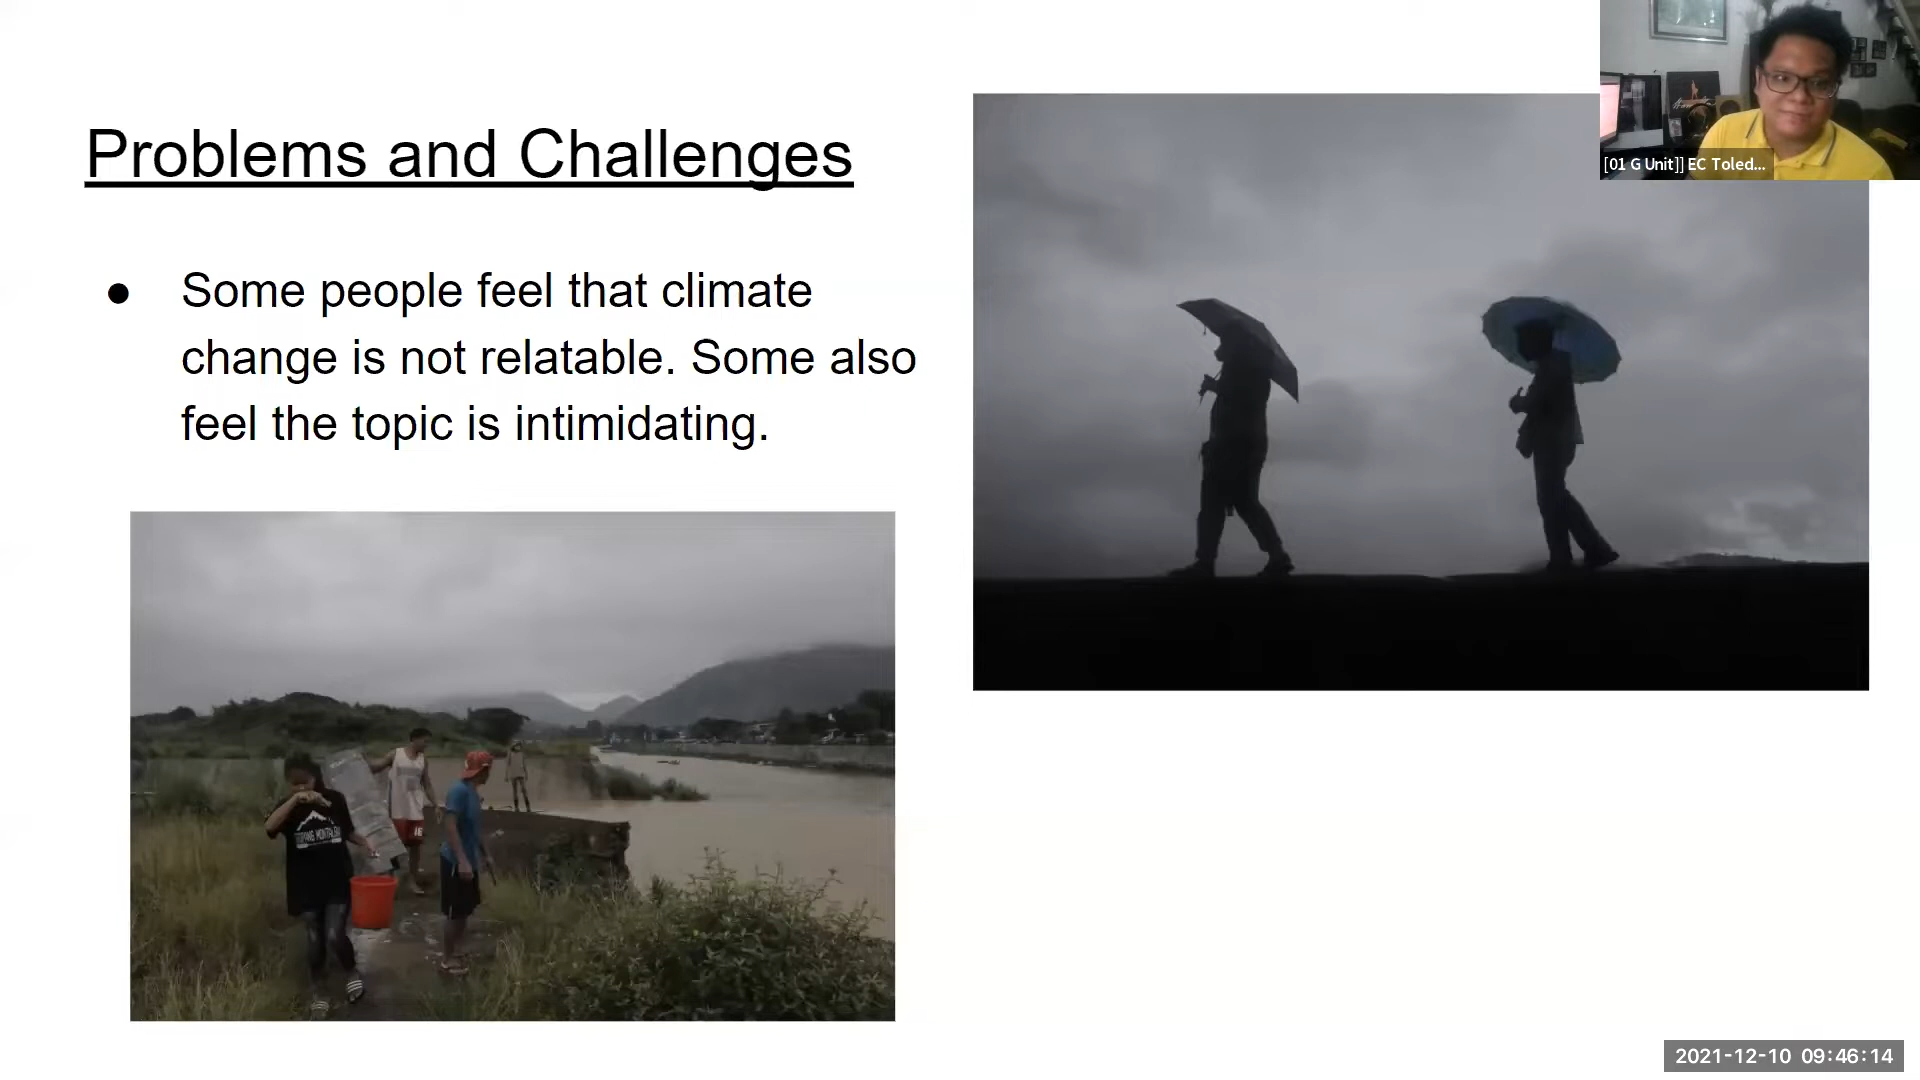 [01 G Unit]] EC Toled...
Problems and Challenges
● Some people feel that climate
change is not relatable. Some also
feel the topic is intimidating.
2021-12-10 09:46:14